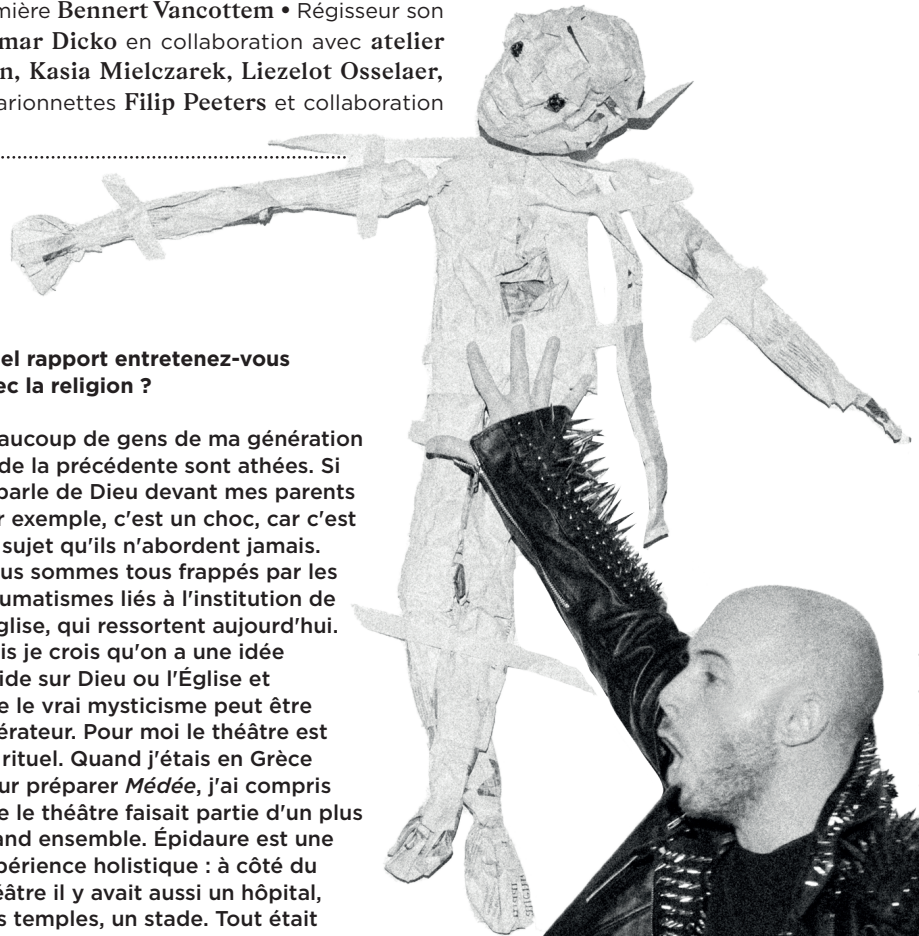 mière Bennert Vancottem • Régisseur son
mar Dicko en collaboration avec atelier
n, Kasia Mielczarek, Liezelot Osselaer,
arionnettes Filip Peeters et collaboration
el rapport entretenez-vous
ec la religion ?
aucoup de gens de ma génération
de la précédente sont athées. Si
parle de Dieu devant mes parents
r exemple, c'est un choc, car c'est
sujet qu'ils n'abordent jamais.
us sommes tous frappés par les
umatismes liés à l'institution de
glise, qui ressortent aujourd'hui.
is je crois qu'on a une idée
ide sur Dieu ou l'Église et
e le vrai mysticisme peut être
érateur. Pour moi le théâtre est
rituel. Quand j'étais en Grèce
ur préparer Médée, j'ai compris
e le théâtre faisait partie d'un plus
and ensemble. Épidaure est une
périence holistique : à côté du
éâtre il y avait aussi un hôpital,
s temples, un stade. Tout était